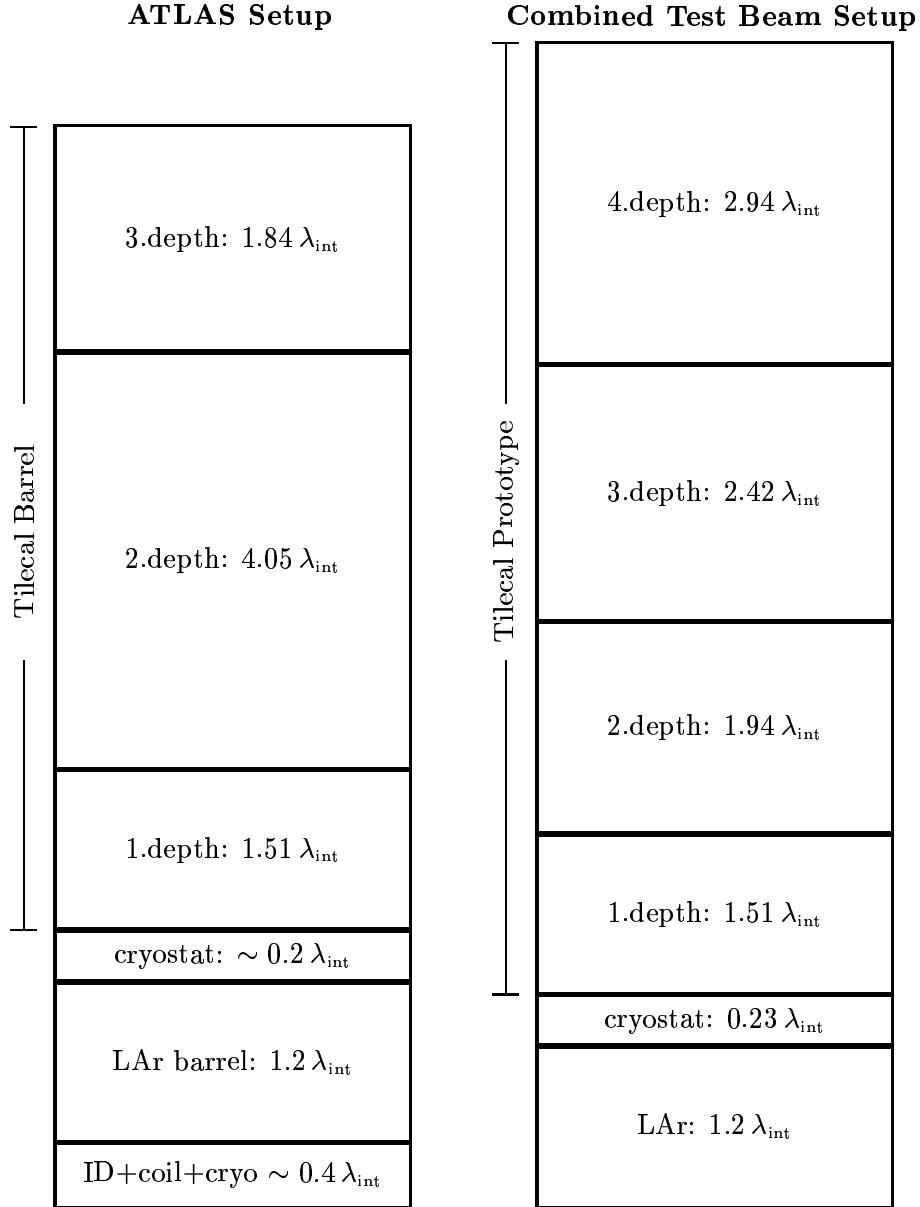 ATLAS Setup
Tilecal Barrel
3.depth: 1.84 λint
2.depth: 4.05 λint
1.depth: 1.51 λint
cryostat: ∼ 0.2 λint
LAr barrel: 1.2 λint
ID+coil+cryo ∼ 0.4 λint
Combined Test Beam Setup
Tilecal Prototype
4.depth: 2.94 λint
3.depth: 2.42 λint
2.depth: 1.94 λint
1.depth: 1.51 λint
cryostat: 0.23 λint
LAr: 1.2 λint